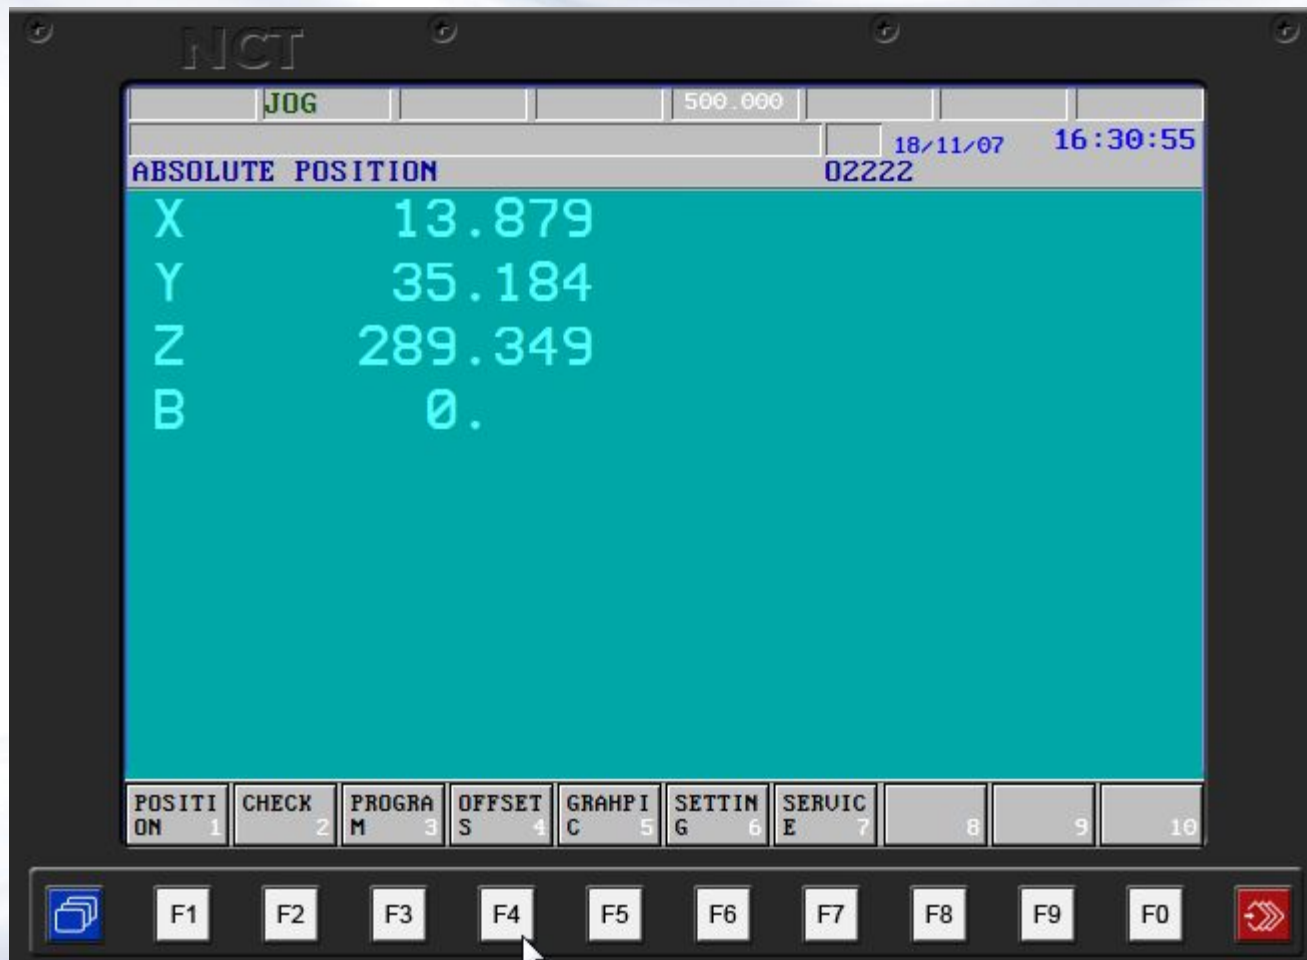 NCT
JOG 500.000
18/11/07 16:30:55
ABSOLUTE POSITION O2222
X 13.879
Y 35.184
Z 289.349
B 0.
POSITI CHECK PROGRA OFFSET GRAHPI SETTIN SERVIC
ON 1 2 M 3 S 4 C 5 G 6 E 7 8 9 10
F1 F2 F3 F4 F5 F6 F7 F8 F9 F0